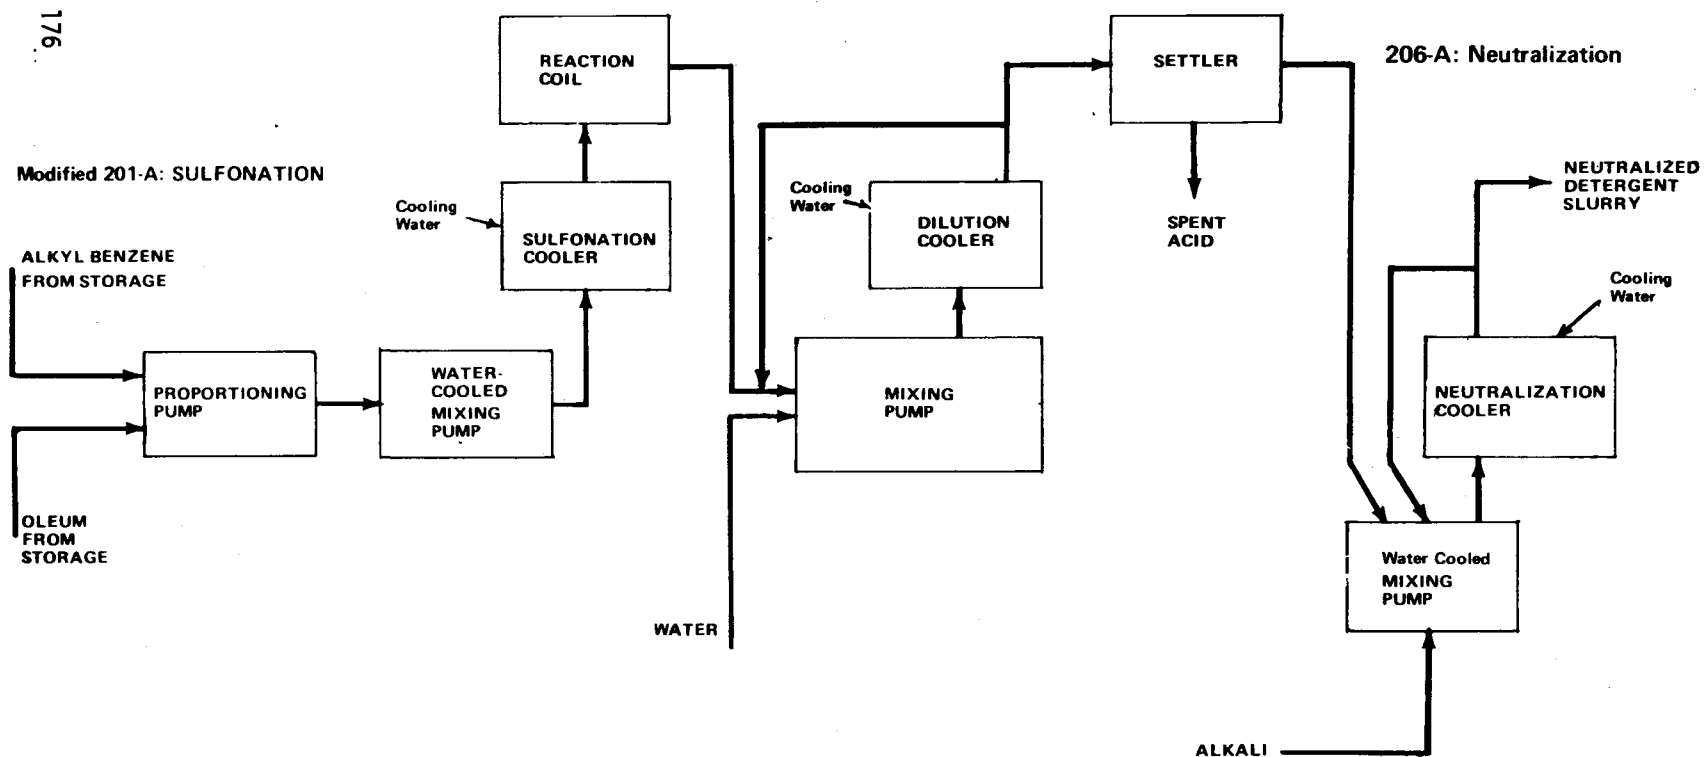 176
Modified 201-A: SULFONATION
ALKYL BENZENE
FROM STORAGE
OLEUM
FROM
STORAGE
PROPORTIONING
PUMP
WATER-
COOLED
MIXING
PUMP
Cooling
Water
SULFONATION
COOLER
REACTION
COIL
WATER
MIXING
PUMP
Cooling
Water
DILUTION
COOLER
SETTLER
SPENT
ACID
206-A: Neutralization
NEUTRALIZED
DETERGENT
SLURRY
Cooling
Water
NEUTRALIZATION
COOLER
Water Cooled
MIXING
PUMP
ALKALI